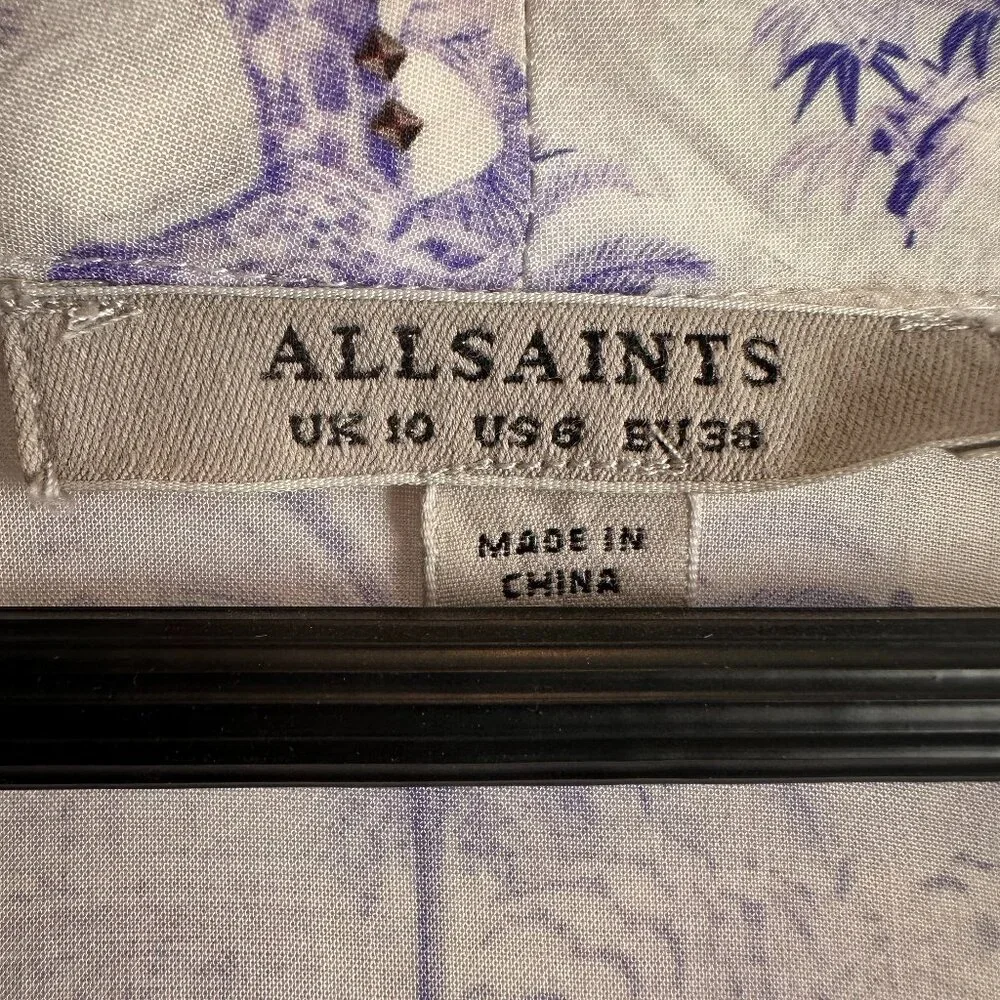 ALLSAINTS
UK 10 US 6 EU 38
MADE IN
CHINA